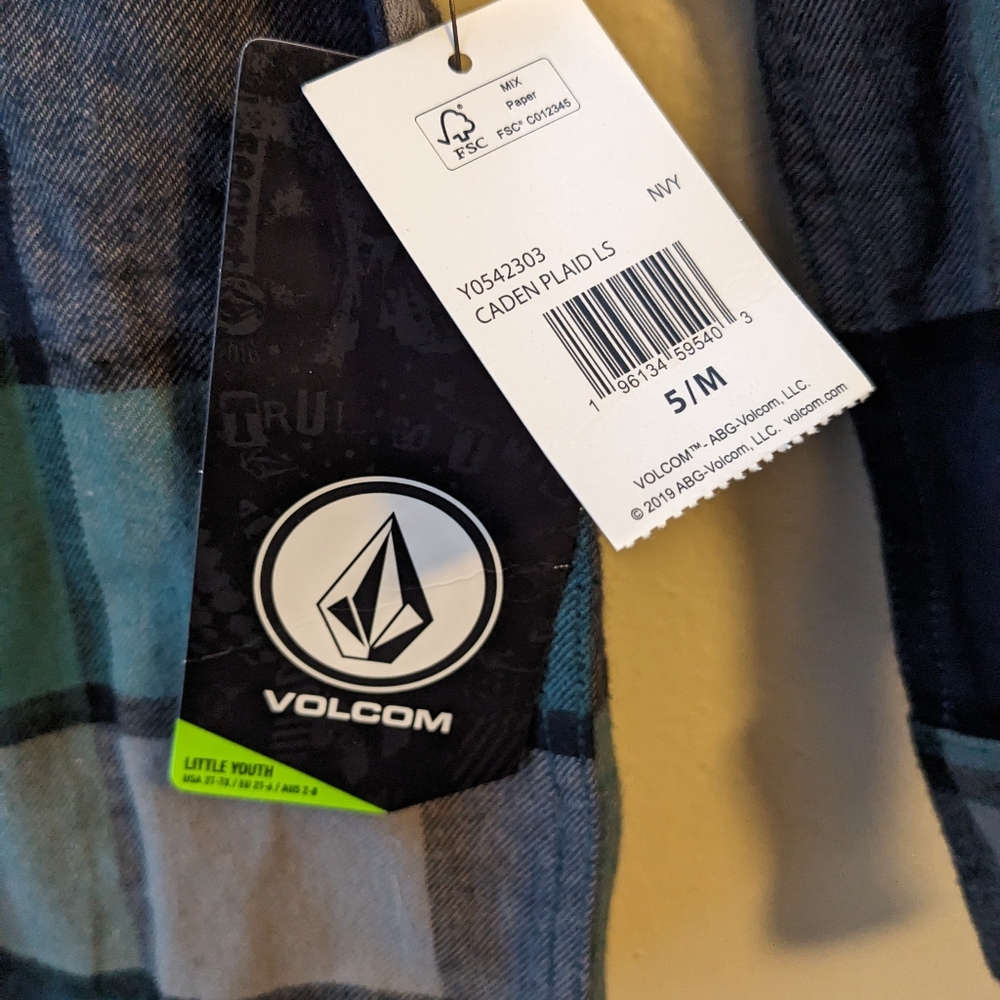 MIX
Paper
FSC® C012345
FSC
NVY
Y0542303
CADEN PLAID LS
1 96134 59540 3
5/M
VOLCOM™- ABG-Volcom, LLC.
© 2019 ABG-Volcom, LLC. volcom.com
TRU
VOLCOM
LITTLE YOUTH